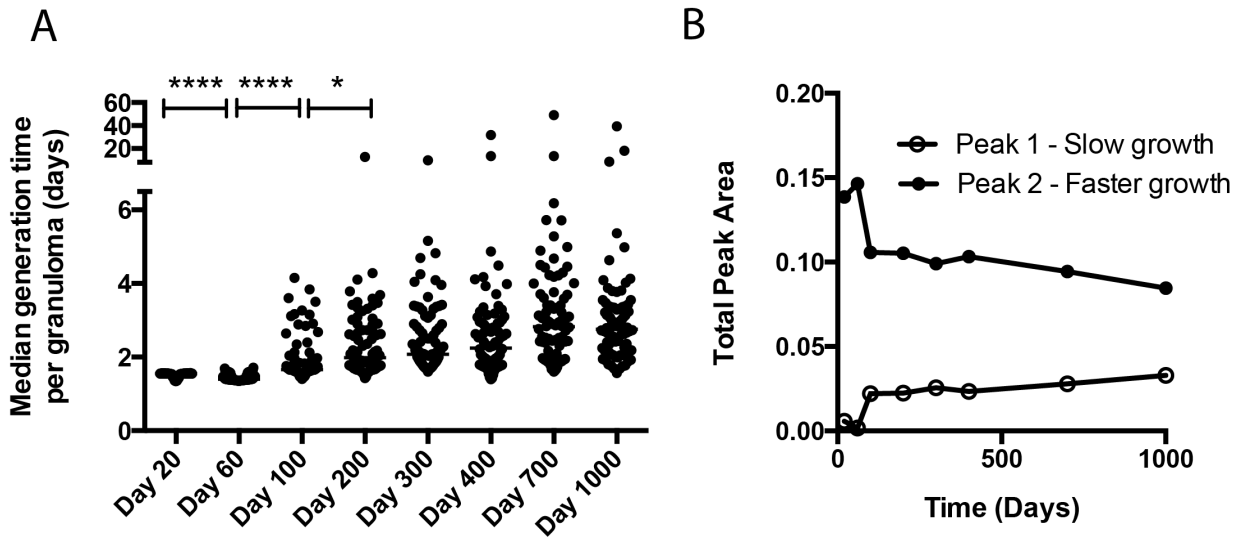 A
Median generation time
per granuloma (days)
**** **** *
60
40
20
6
4
2
0
Day 20
Day 60
Day 100
Day 200
Day 300
Day 400
Day 700
Day 1000
B
Total Peak Area
0.20
0.15
0.10
0.05
0.00
Peak 1 - Slow growth
Peak 2 - Faster growth
0 500 1000
Time (Days)